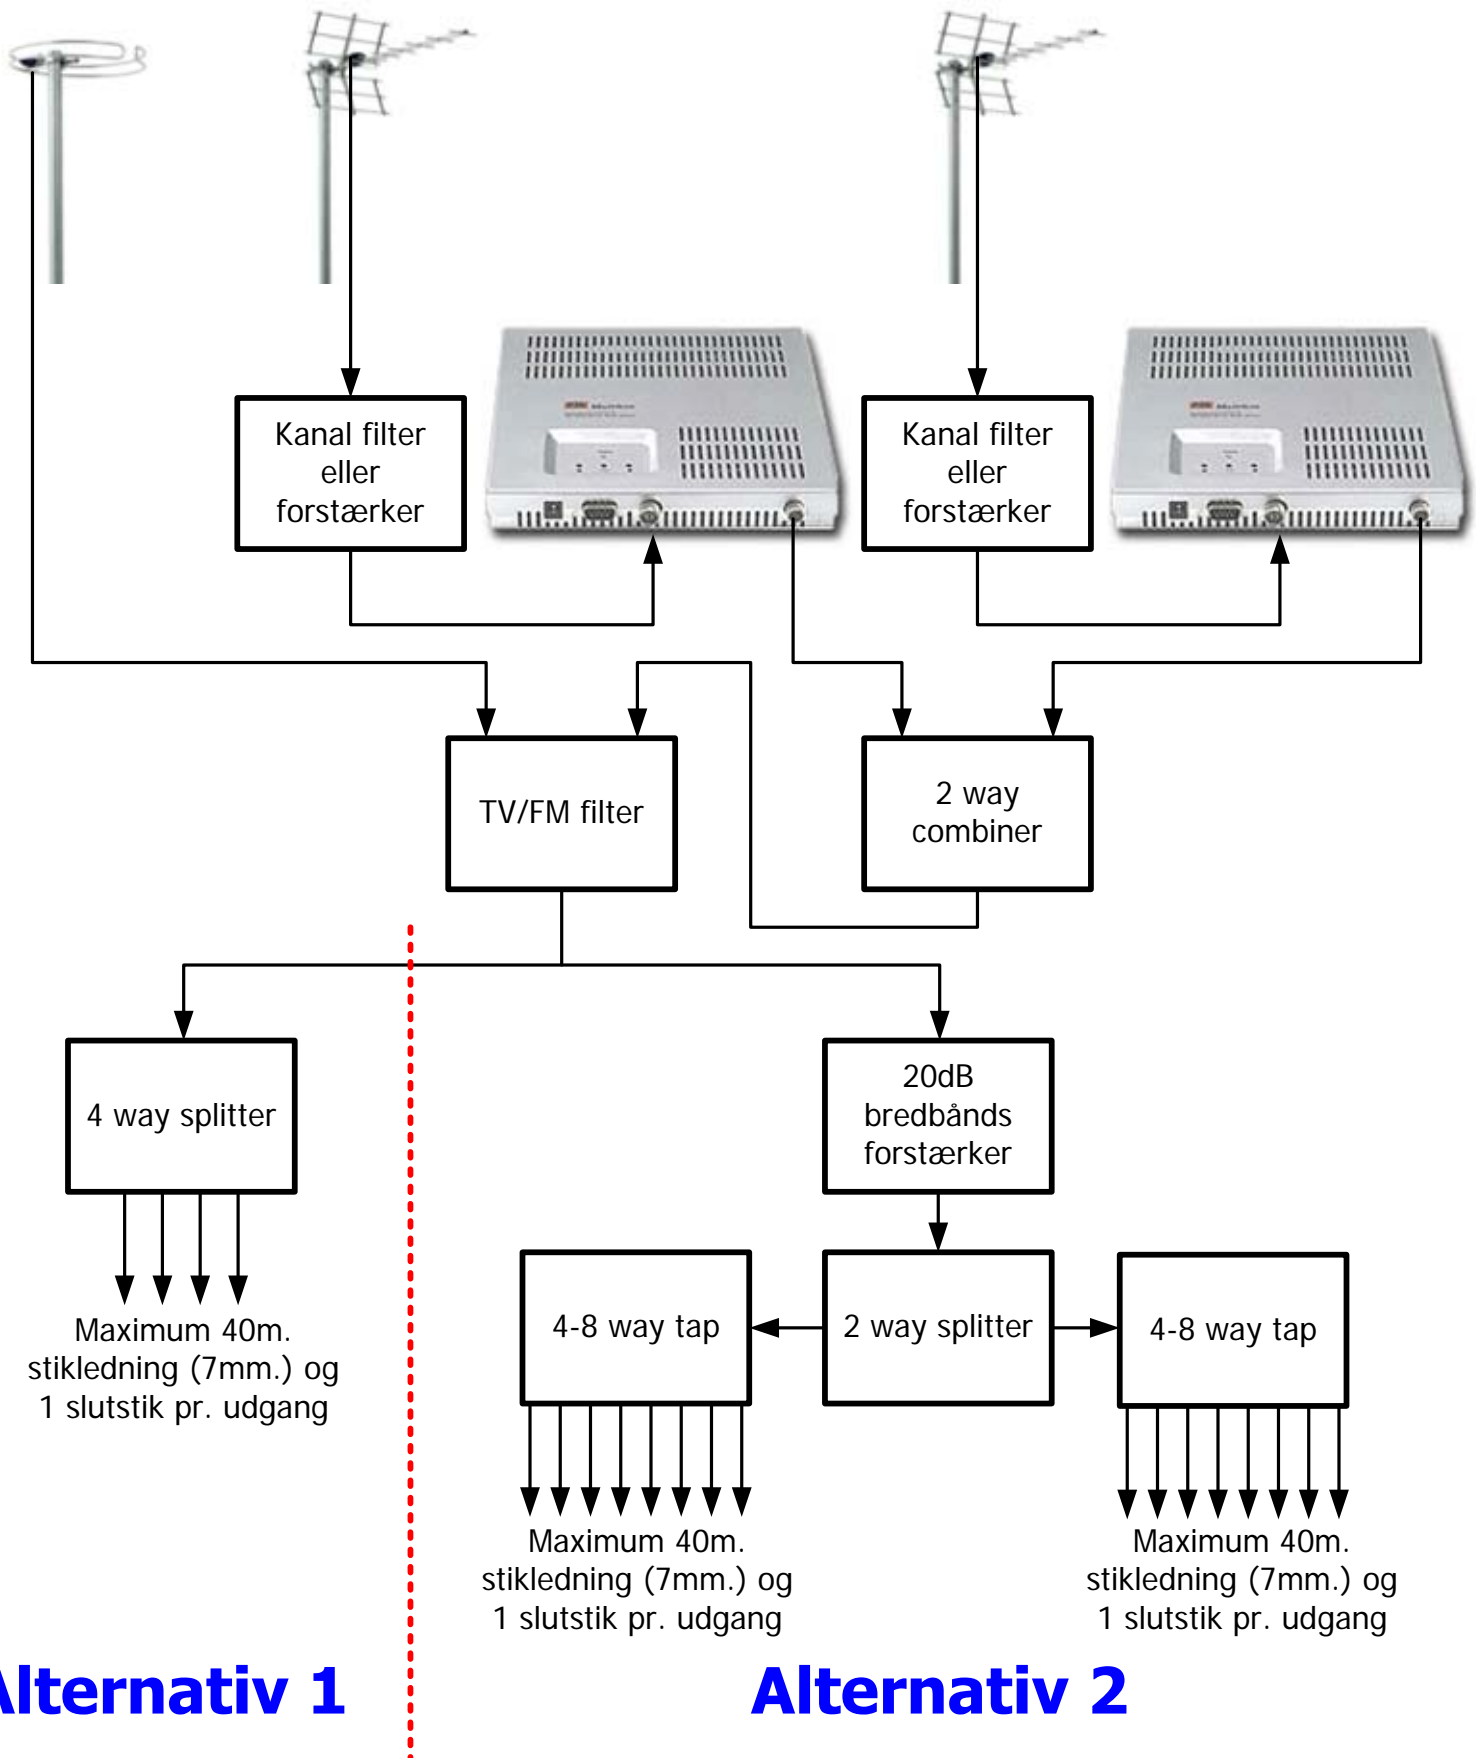 Kanal filter
eller
forstærker
Kanal filter
eller
forstærker
TV/FM filter
2 way
combiner
4 way splitter
20dB
bredbånds
forstærker
4-8 way tap
2 way splitter
4-8 way tap
Maximum 40m.
stikledning (7mm.) og
1 slutstik pr. udgang
Maximum 40m.
stikledning (7mm.) og
1 slutstik pr. udgang
Maximum 40m.
stikledning (7mm.) og
1 slutstik pr. udgang
Alternativ 1
Alternativ 2